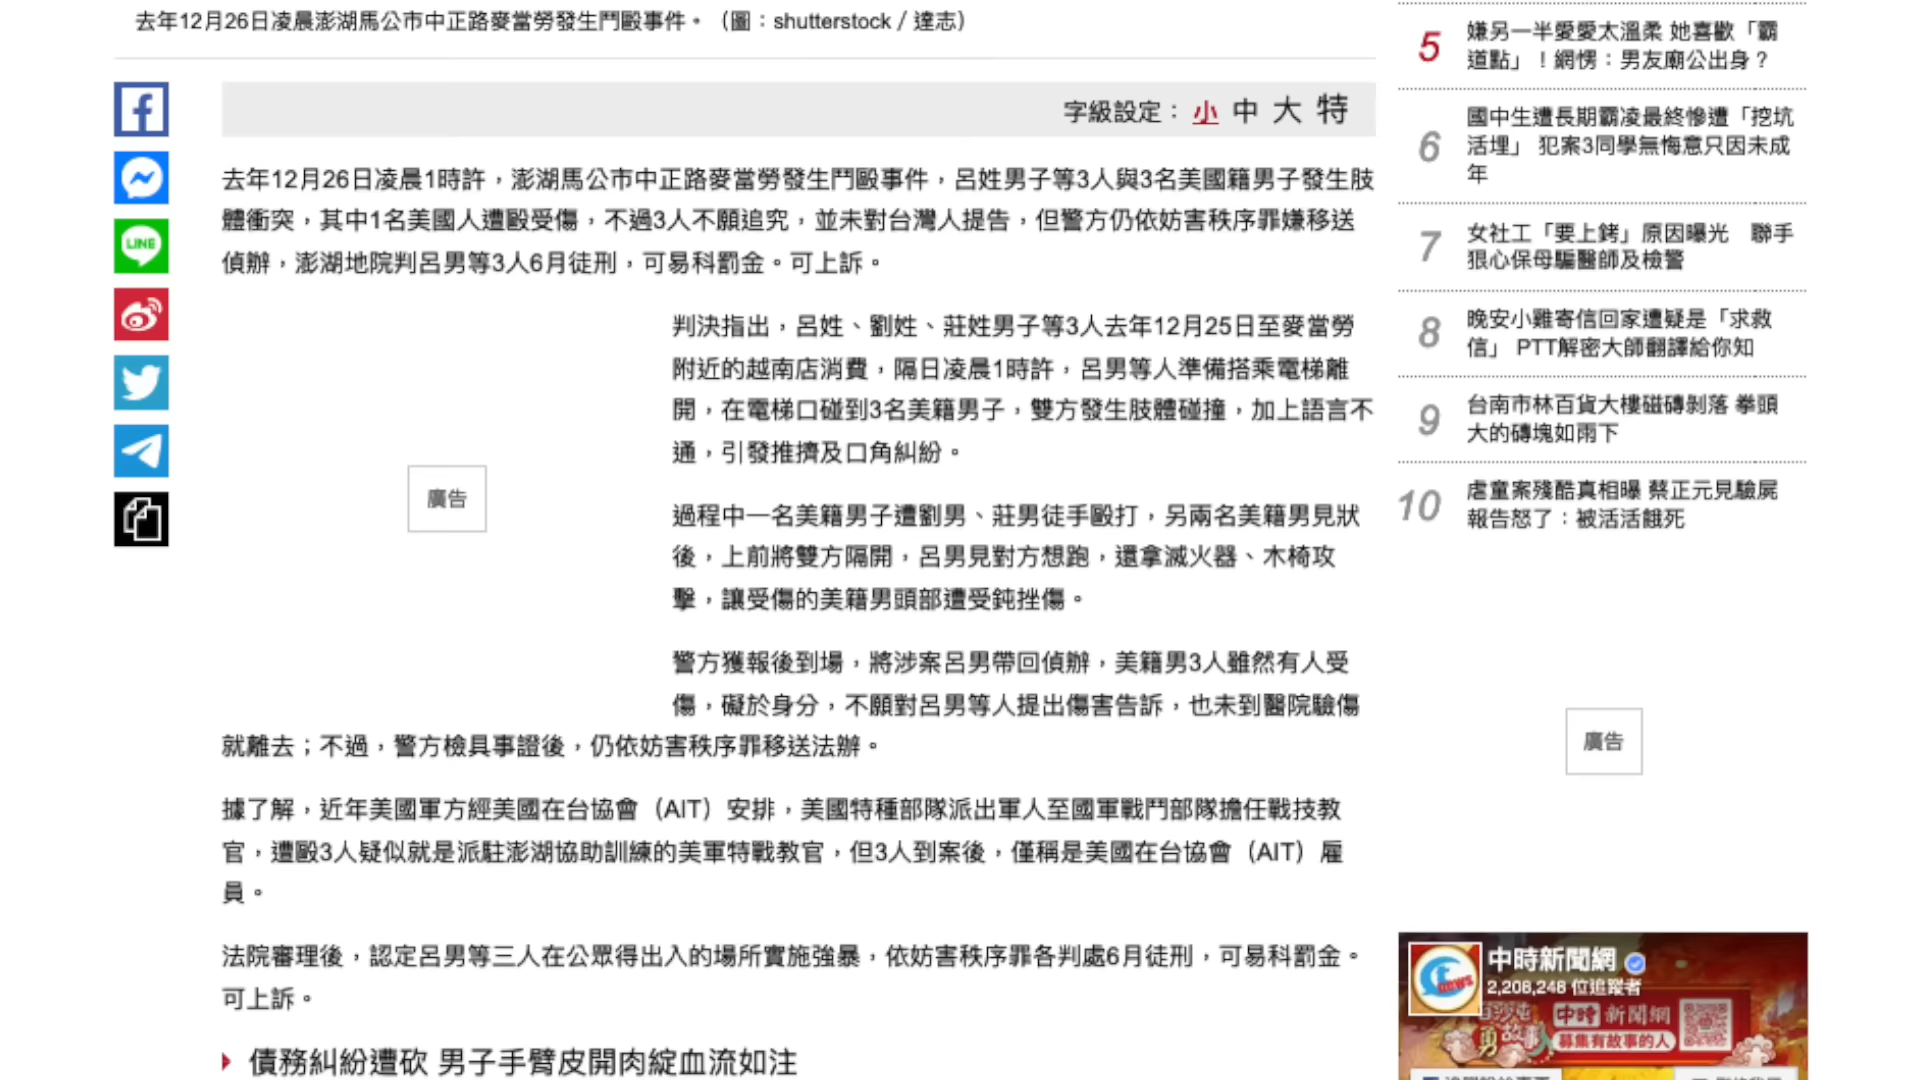 去年12月26日凌晨澎湖馬公市中正路麥當勞發生鬥毆事件。（圖：shutterstock / 達志）
字級設定： 小 中 大 特
去年12月26日凌晨1時許，澎湖馬公市中正路麥當勞發生鬥毆事件，呂姓男子等3人與3名美國籍男子發生肢
體衝突，其中1名美國人遭毆受傷，不過3人不願追究，並未對台灣人提告，但警方仍依妨害秩序罪嫌移送
偵辦，澎湖地院判呂男等3人6月徒刑，可易科罰金。可上訴。
廣告
判決指出，呂姓、劉姓、莊姓男子等3人去年12月25日至麥當勞
附近的越南店消費，隔日凌晨1時許，呂男等人準備搭乘電梯離
開，在電梯口碰到3名美籍男子，雙方發生肢體碰撞，加上語言不
通，引發推擠及口角糾紛。
過程中一名美籍男子遭劉男、莊男徒手毆打，另兩名美籍男見狀
後，上前將雙方隔開，呂男見對方想跑，還拿滅火器、木椅攻
擊，讓受傷的美籍男頭部遭受鈍挫傷。
警方獲報後到場，將涉案呂男帶回偵辦，美籍男3人雖然有人受
傷，礙於身分，不願對呂男等人提出傷害告訴，也未到醫院驗傷
就離去；不過，警方檢具事證後，仍依妨害秩序罪移送法辦。
據了解，近年美國軍方經美國在台協會（AIT）安排，美國特種部隊派出軍人至國軍戰鬥部隊擔任戰技教
官，遭毆3人疑似就是派駐澎湖協助訓練的美軍特戰教官，但3人到案後，僅稱是美國在台協會（AIT）雇
員。
法院審理後，認定呂男等三人在公眾得出入的場所實施強暴，依妨害秩序罪各判處6月徒刑，可易科罰金。
可上訴。
債務糾紛遭砍 男子手臂皮開肉綻血流如注
LINE
5 嫌另一半愛愛太溫柔 她喜歡「霸
道點」！網愣：男友廟公出身？
6 國中生遭長期霸凌最終慘遭「挖坑
活埋」 犯案3同學無悔意只因未成
年
7 女社工「要上銬」原因曝光　聯手
狠心保母騙醫師及檢警
8 晚安小雞寄信回家遭疑是「求救
信」 PTT解密大師翻譯給你知
9 台南市林百貨大樓磁磚剝落 拳頭
大的磚塊如雨下
10 虐童案殘酷真相曝 蔡正元見驗屍
報告怒了：被活活餓死
廣告
中時新聞網
2,206,248 位追蹤者
中時 新聞網
募集有故事的人